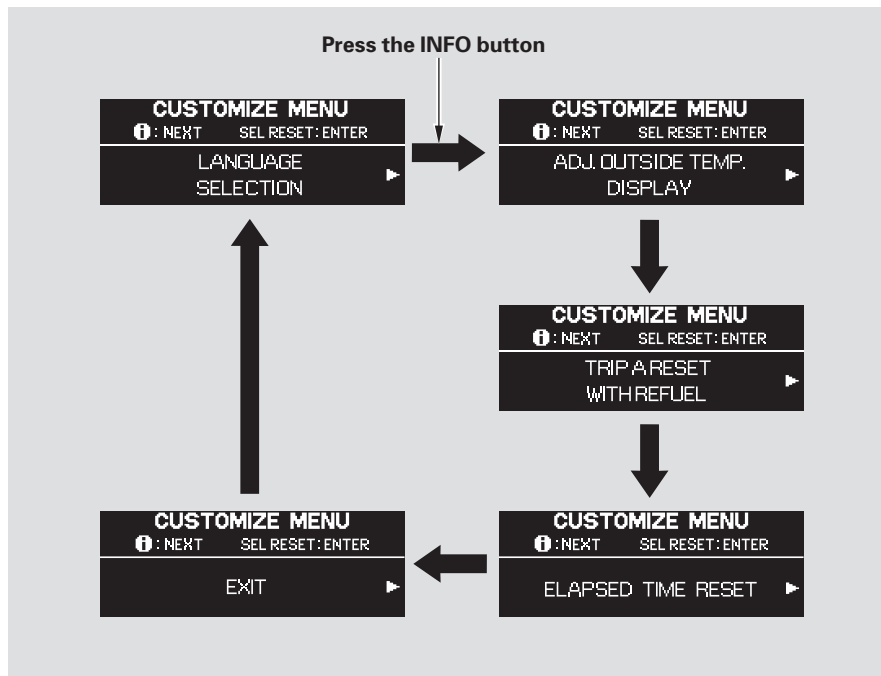 Press the INFO button
CUSTOMIZE MENU
i : NEXT SEL RESET: ENTER
LANGUAGE
SELECTION
CUSTOMIZE MENU
i : NEXT SEL RESET: ENTER
ADJ. OUTSIDE TEMP.
DISPLAY
CUSTOMIZE MENU
i : NEXT SEL RESET: ENTER
TRIP A RESET
WITH REFUEL
CUSTOMIZE MENU
i : NEXT SEL RESET: ENTER
ELAPSED TIME RESET
CUSTOMIZE MENU
i : NEXT SEL RESET: ENTER
EXIT